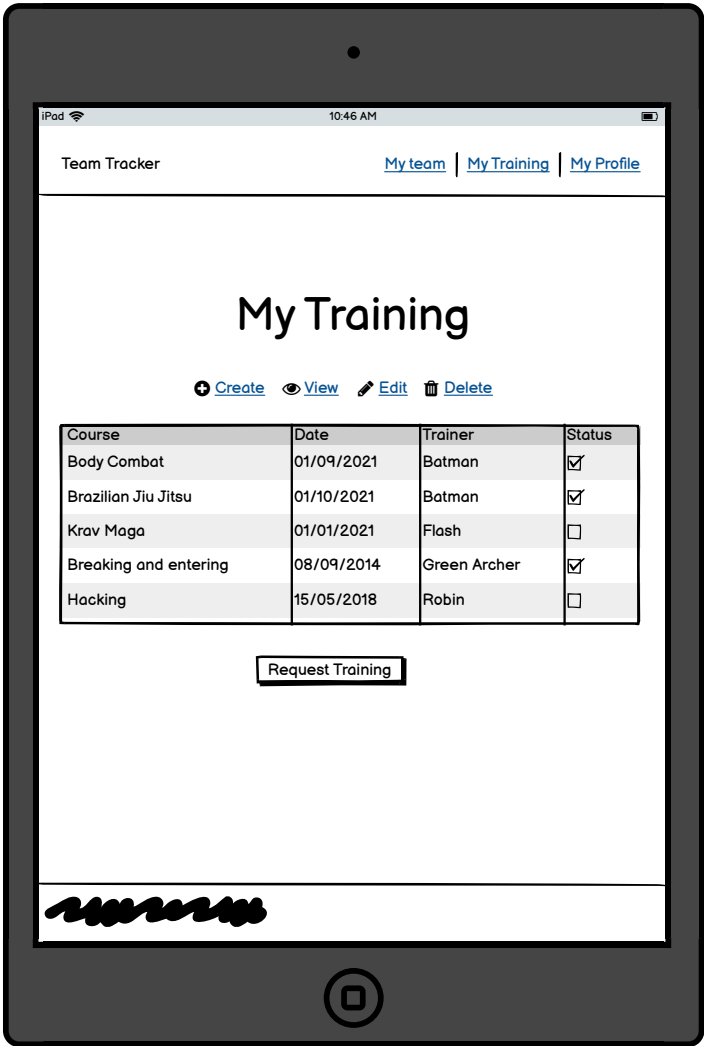 iPad 10:46 AM
Team Tracker My team My Training My Profile
My Training
Create View Edit Delete
Course Date Trainer Status
Body Combat 01/09/2021 Batman
Brazilian Jiu Jitsu 01/10/2021 Batman
Krav Maga 01/01/2021 Flash
Breaking and entering 08/09/2014 Green Archer
Hacking 15/05/2018 Robin
Request Training